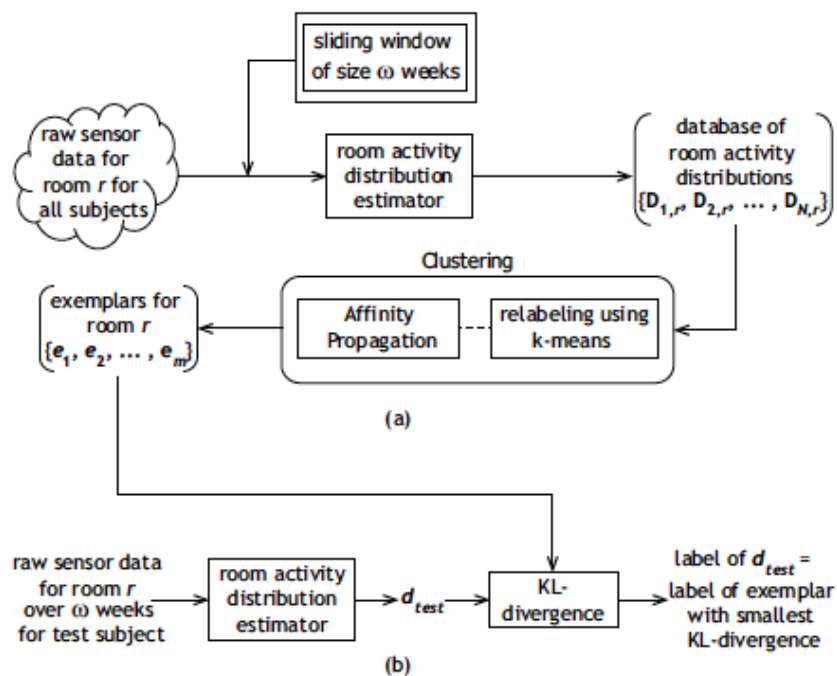 sliding window
of size ω weeks
raw sensor
data for
room r for
all subjects
room activity
distribution
estimator
database of
room activity
distributions
{D1,r, D2,r, ... , DN,r}
Clustering
exemplars for
room r
{e1, e2, ... , em}
Affinity
Propagation
relabeling using
k-means
(a)
raw sensor data
for room r
over ω weeks
for test subject
room activity
distribution
estimator
dtest
KL-
divergence
label of dtest =
label of exemplar
with smallest
KL-divergence
(b)